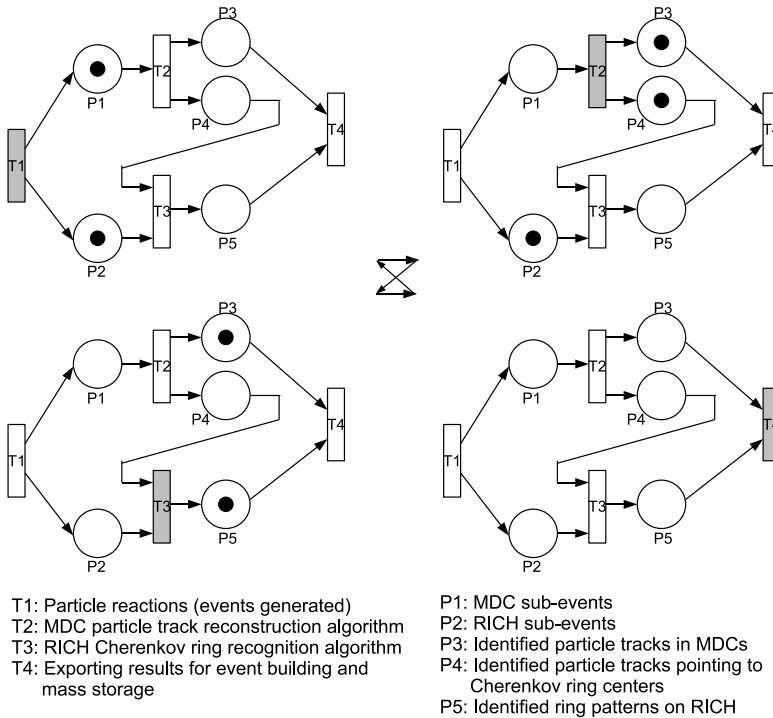 P3
T2
P1
P4
T4
T1
T3
P2
P5
P3
T2
P1
P4
T4
T1
T3
P2
P5
P3
T2
P1
P4
T4
T1
T3
P2
P5
P3
T2
P1
P4
T4
T1
T3
P2
P5
T1: Particle reactions (events generated)
T2: MDC particle track reconstruction algorithm
T3: RICH Cherenkov ring recognition algorithm
T4: Exporting results for event building and
mass storage
P1: MDC sub-events
P2: RICH sub-events
P3: Identified particle tracks in MDCs
P4: Identified particle tracks pointing to
Cherenkov ring centers
P5: Identified ring patterns on RICH